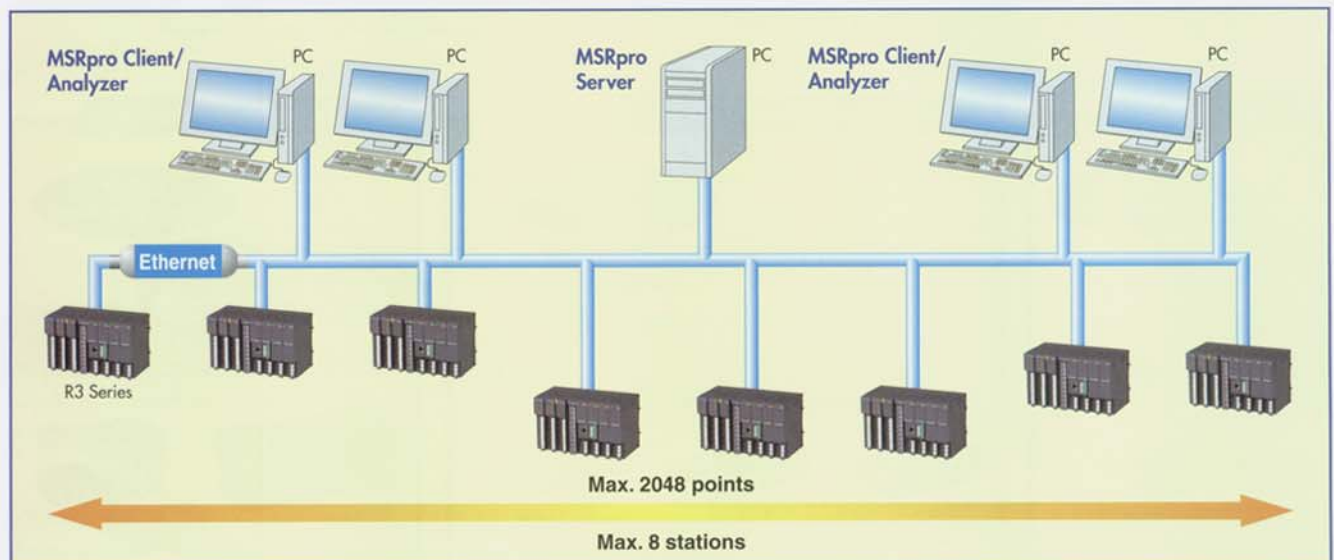 MSRpro Client/
Analyzer
PC
PC
MSRpro
Server
PC
MSRpro Client/
Analyzer
PC
PC
Ethernet
R3 Series
Max. 2048 points
Max. 8 stations